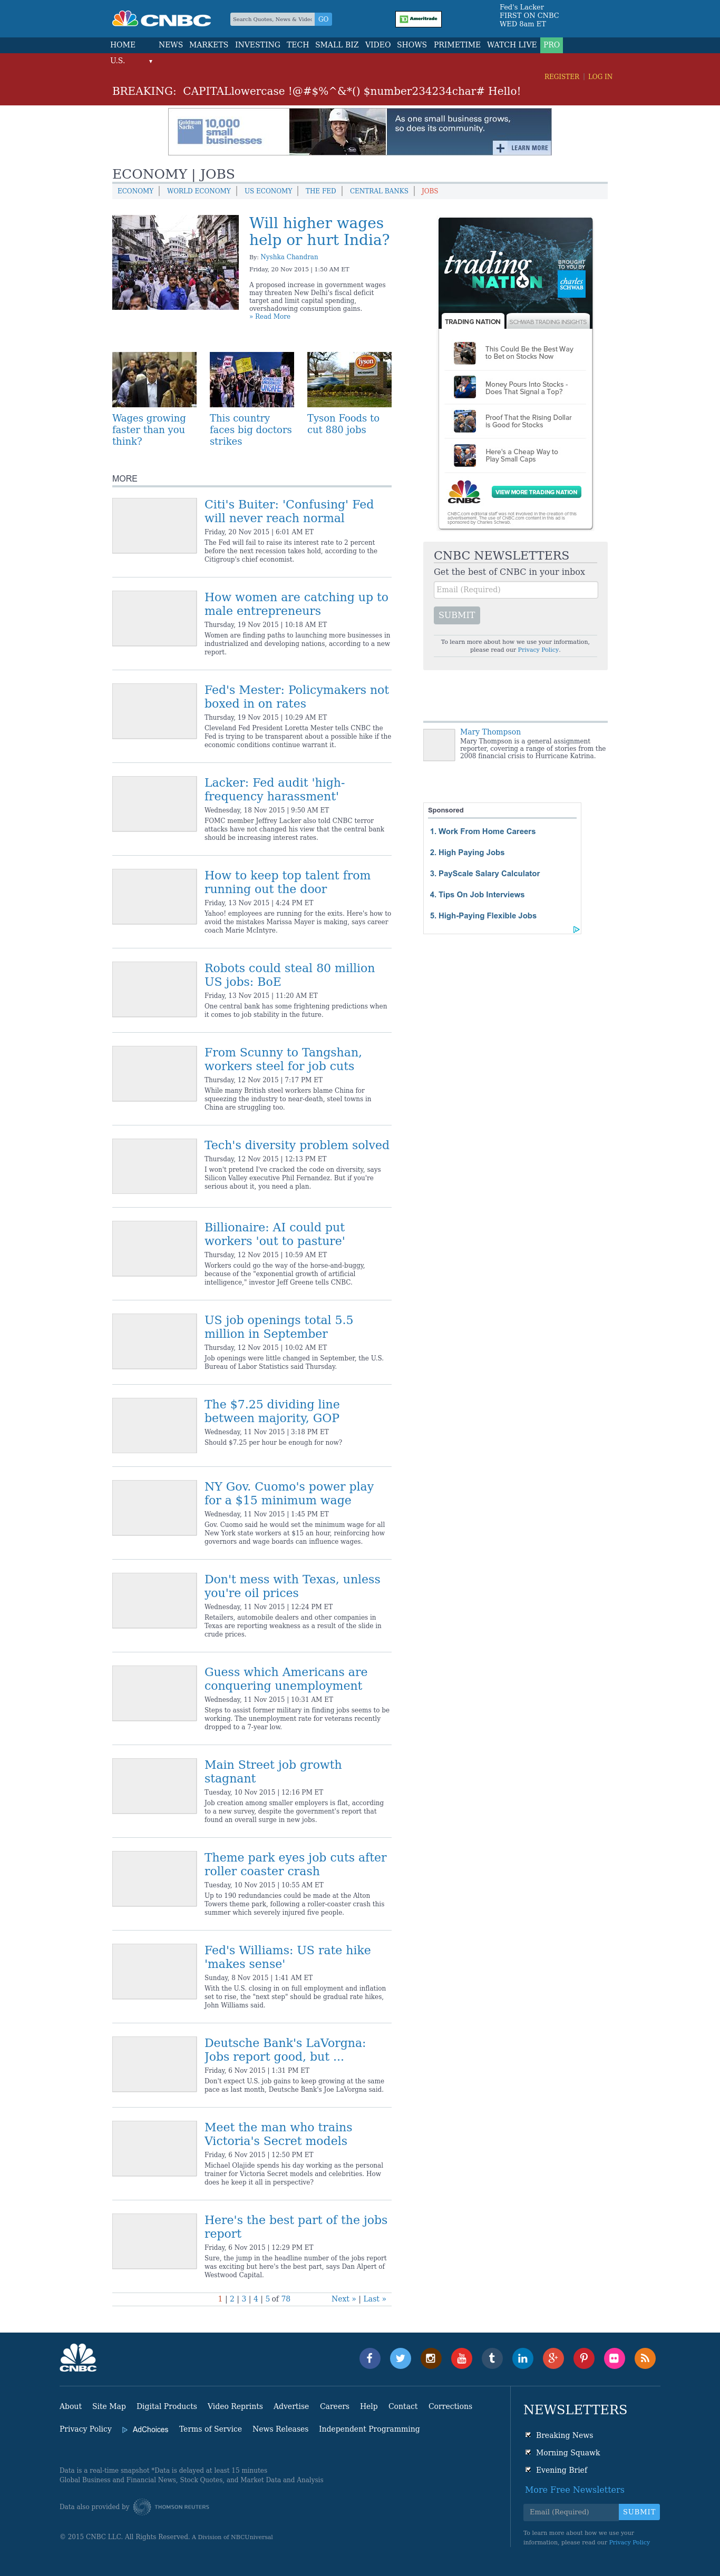 CNBC
Search Quotes, News & Video
GO
Ameritrade
Fed's Lacker
FIRST ON CNBC
WED 8am ET
HOME
NEWS MARKETS INVESTING TECH SMALL BIZ VIDEO SHOWS PRIMETIME WATCH LIVE PRO
U.S.
REGISTER | LOG IN
BREAKING: CAPITALlowercase !@#$%^&*() $number234234char# Hello!
Goldman Sachs
10,000
small
businesses
As one small business grows,
so does its community.
+ LEARN MORE
ECONOMY | JOBS
ECONOMY | WORLD ECONOMY | US ECONOMY | THE FED | CENTRAL BANKS | JOBS
Will higher wages
help or hurt India?
By: Nyshka Chandran
Friday, 20 Nov 2015 | 1:50 AM ET
A proposed increase in government wages
may threaten New Delhi's fiscal deficit
target and limit capital spending,
overshadowing consumption gains.
» Read More
Wages growing
faster than you
think?
This country
faces big doctors
strikes
Tyson
Tyson Foods to
cut 880 jobs
MORE
Citi's Buiter: 'Confusing' Fed
will never reach normal
Friday, 20 Nov 2015 | 6:01 AM ET
The Fed will fail to raise its interest rate to 2 percent
before the next recession takes hold, according to the
Citigroup's chief economist.
How women are catching up to
male entrepreneurs
Thursday, 19 Nov 2015 | 10:18 AM ET
Women are finding paths to launching more businesses in
industrialized and developing nations, according to a new
report.
Fed's Mester: Policymakers not
boxed in on rates
Thursday, 19 Nov 2015 | 10:29 AM ET
Cleveland Fed President Loretta Mester tells CNBC the
Fed is trying to be transparent about a possible hike if the
economic conditions continue warrant it.
Lacker: Fed audit 'high-
frequency harassment'
Wednesday, 18 Nov 2015 | 9:50 AM ET
FOMC member Jeffrey Lacker also told CNBC terror
attacks have not changed his view that the central bank
should be increasing interest rates.
How to keep top talent from
running out the door
Friday, 13 Nov 2015 | 4:24 PM ET
Yahoo! employees are running for the exits. Here's how to
avoid the mistakes Marissa Mayer is making, says career
coach Marie McIntyre.
Robots could steal 80 million
US jobs: BoE
Friday, 13 Nov 2015 | 11:20 AM ET
One central bank has some frightening predictions when
it comes to job stability in the future.
From Scunny to Tangshan,
workers steel for job cuts
Thursday, 12 Nov 2015 | 7:17 PM ET
While many British steel workers blame China for
squeezing the industry to near-death, steel towns in
China are struggling too.
Tech's diversity problem solved
Thursday, 12 Nov 2015 | 12:13 PM ET
I won't pretend I've cracked the code on diversity, says
Silicon Valley executive Phil Fernandez. But if you're
serious about it, you need a plan.
Billionaire: AI could put
workers 'out to pasture'
Thursday, 12 Nov 2015 | 10:59 AM ET
Workers could go the way of the horse-and-buggy,
because of the "exponential growth of artificial
intelligence," investor Jeff Greene tells CNBC.
US job openings total 5.5
million in September
Thursday, 12 Nov 2015 | 10:02 AM ET
Job openings were little changed in September, the U.S.
Bureau of Labor Statistics said Thursday.
The $7.25 dividing line
between majority, GOP
Wednesday, 11 Nov 2015 | 3:18 PM ET
Should $7.25 per hour be enough for now?
NY Gov. Cuomo's power play
for a $15 minimum wage
Wednesday, 11 Nov 2015 | 1:45 PM ET
Gov. Cuomo said he would set the minimum wage for all
New York state workers at $15 an hour, reinforcing how
governors and wage boards can influence wages.
Don't mess with Texas, unless
you're oil prices
Wednesday, 11 Nov 2015 | 12:24 PM ET
Retailers, automobile dealers and other companies in
Texas are reporting weakness as a result of the slide in
crude prices.
Guess which Americans are
conquering unemployment
Wednesday, 11 Nov 2015 | 10:31 AM ET
Steps to assist former military in finding jobs seems to be
working. The unemployment rate for veterans recently
dropped to a 7-year low.
Main Street job growth
stagnant
Tuesday, 10 Nov 2015 | 12:16 PM ET
Job creation among smaller employers is flat, according
to a new survey, despite the government's report that
found an overall surge in new jobs.
Theme park eyes job cuts after
roller coaster crash
Tuesday, 10 Nov 2015 | 10:55 AM ET
Up to 190 redundancies could be made at the Alton
Towers theme park, following a roller-coaster crash this
summer which severely injured five people.
Fed's Williams: US rate hike
'makes sense'
Sunday, 8 Nov 2015 | 1:41 AM ET
With the U.S. closing in on full employment and inflation
set to rise, the "next step" should be gradual rate hikes,
John Williams said.
Deutsche Bank's LaVorgna:
Jobs report good, but ...
Friday, 6 Nov 2015 | 1:31 PM ET
Don't expect U.S. job gains to keep growing at the same
pace as last month, Deutsche Bank's Joe LaVorgna said.
Meet the man who trains
Victoria's Secret models
Friday, 6 Nov 2015 | 12:50 PM ET
Michael Olajide spends his day working as the personal
trainer for Victoria Secret models and celebrities. How
does he keep it all in perspective?
Here's the best part of the jobs
report
Friday, 6 Nov 2015 | 12:29 PM ET
Sure, the jump in the headline number of the jobs report
was exciting but here's the best part, says Dan Alpert of
Westwood Capital.
1 | 2 | 3 | 4 | 5 of 78 Next » | Last »
trading
NATION
BROUGHT
TO YOU BY
charles
SCHWAB
TRADING NATION
SCHWAB TRADING INSIGHTS
This Could Be the Best Way
to Bet on Stocks Now
Money Pours Into Stocks -
Does That Signal a Top?
Proof That the Rising Dollar
is Good for Stocks
Here's a Cheap Way to
Play Small Caps
CNBC
VIEW MORE TRADING NATION
CNBC.com editorial staff was not involved in the creation of this
advertisement. The use of CNBC.com content in this ad is
sponsored by Charles Schwab.
CNBC NEWSLETTERS
Get the best of CNBC in your inbox
Email (Required)
SUBMIT
To learn more about how we use your information,
please read our Privacy Policy.
Mary Thompson
Mary Thompson is a general assignment
reporter, covering a range of stories from the
2008 financial crisis to Hurricane Katrina.
Sponsored
1. Work From Home Careers
2. High Paying Jobs
3. PayScale Salary Calculator
4. Tips On Job Interviews
5. High-Paying Flexible Jobs
CNBC
About Site Map Digital Products Video Reprints Advertise Careers Help Contact Corrections
Privacy Policy AdChoices Terms of Service News Releases Independent Programming
Data is a real-time snapshot *Data is delayed at least 15 minutes
Global Business and Financial News, Stock Quotes, and Market Data and Analysis
Data also provided by THOMSON REUTERS
© 2015 CNBC LLC. All Rights Reserved. A Division of NBCUniversal
NEWSLETTERS
Breaking News
Morning Squawk
Evening Brief
More Free Newsletters
Email (Required)
SUBMIT
To learn more about how we use your
information, please read our Privacy Policy